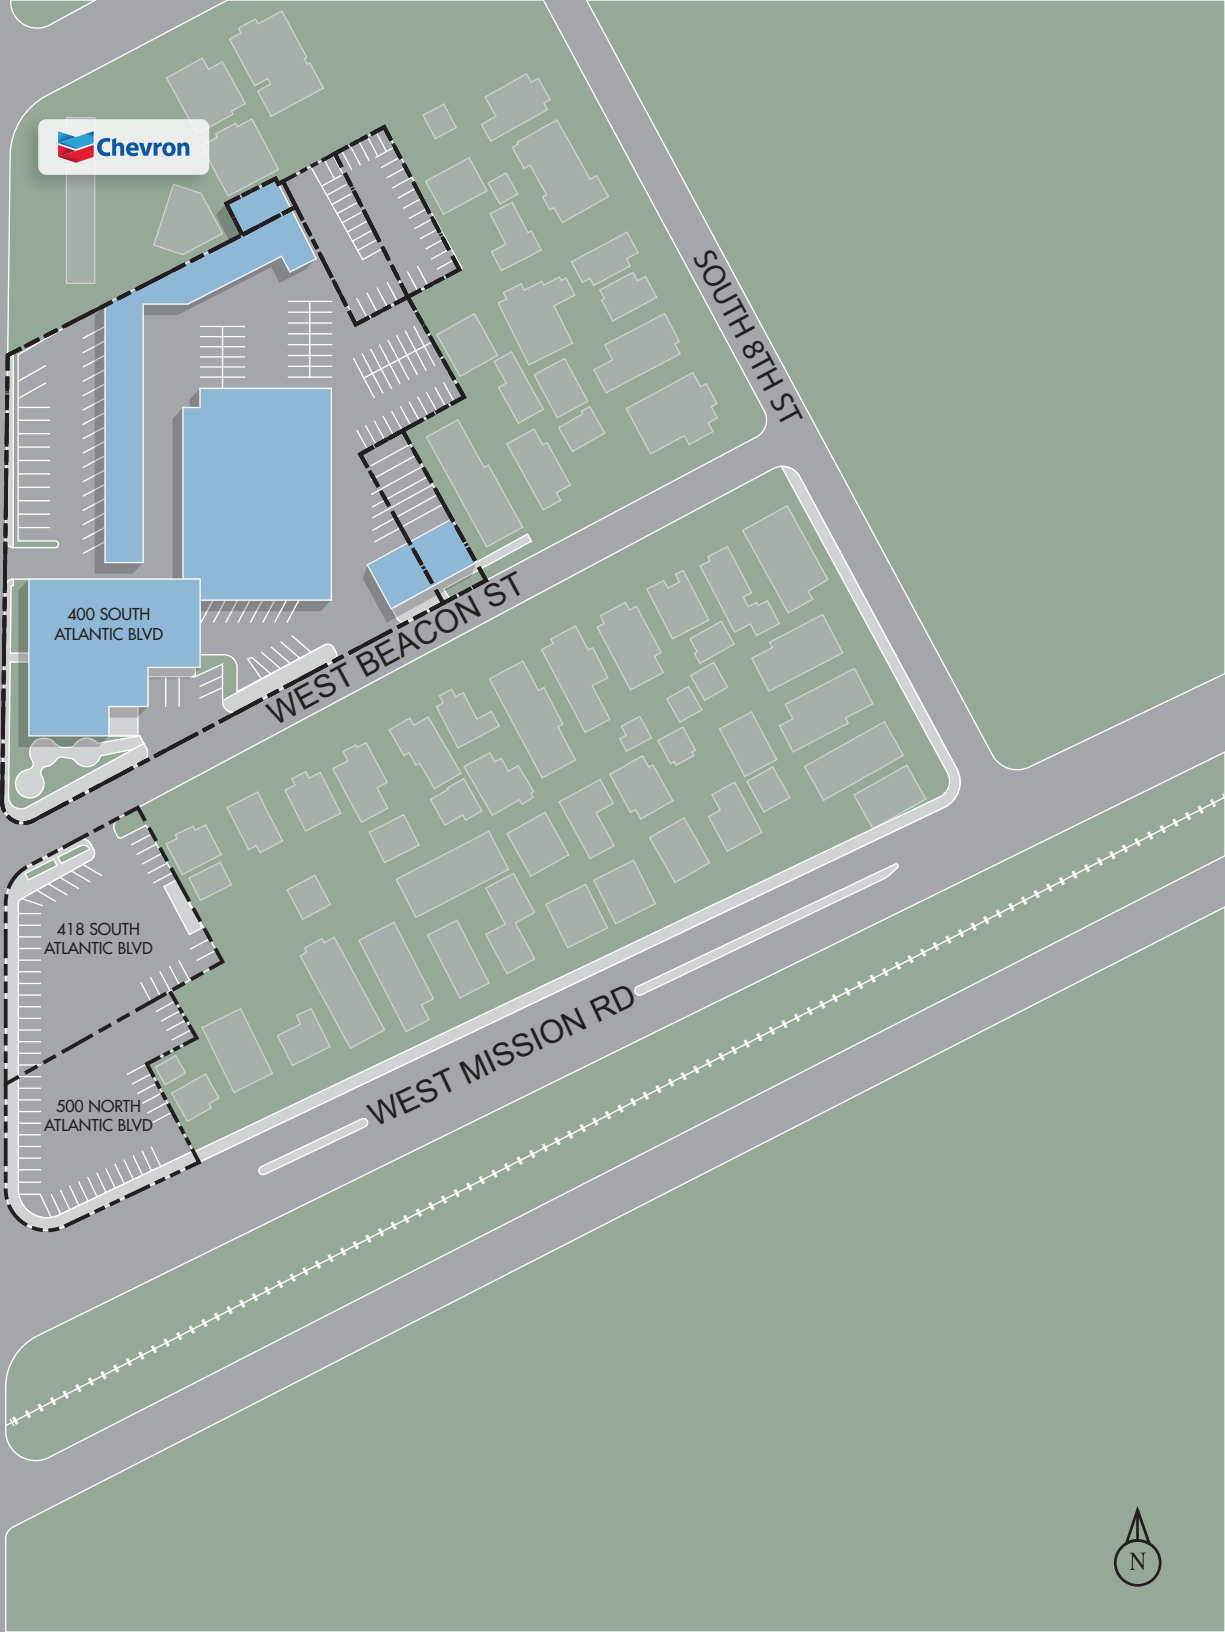 Chevron
SOUTH 8TH ST
400 SOUTH
ATLANTIC BLVD
WEST BEACON ST
418 SOUTH
ATLANTIC BLVD
WEST MISSION RD
500 NORTH
ATLANTIC BLVD
N